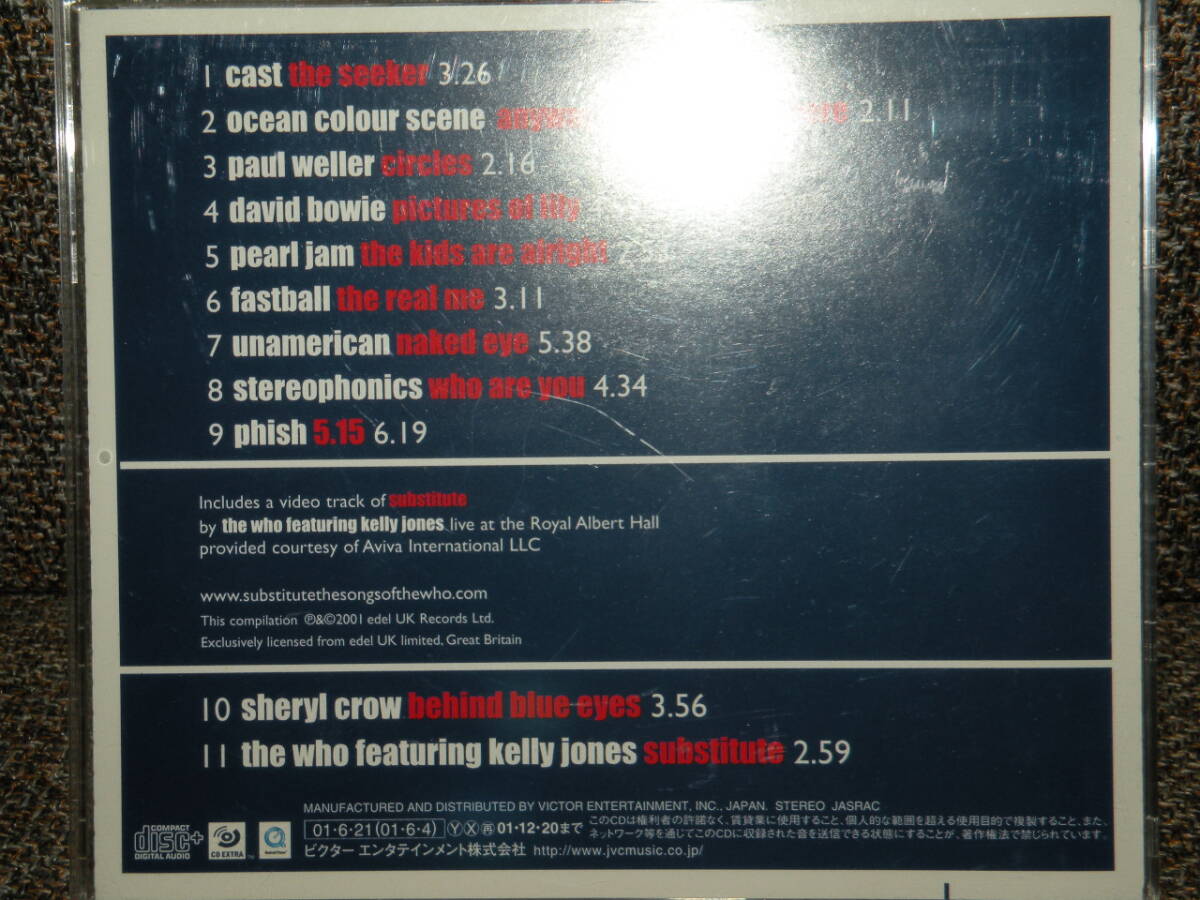 1 cast the seeker 3.26
2 ocean colour scene 2.11
3 paul weller circles 2.16
4 david bowie pictures of lily
5 pearl jam the kids are alright
6 fastball the real me 3.11
7 unamerican naked eye 5.38
8 stereophonics who are you 4.34
9 phish 5.15 6.19
Includes a video track of substitute
by the who featuring kelly jones live at the Royal Albert Hall
provided courtesy of Aviva International LLC
www.substitutethesongsofthewho.com
This compilation ℗&©2001 edel UK Records Ltd.
Exclusively licensed from edel UK limited, Great Britain
10 sheryl crow behind blue eyes 3.56
11 the who featuring kelly jones substitute 2.59
MANUFACTURED AND DISTRIBUTED BY VICTOR ENTERTAINMENT, INC., JAPAN. STEREO JASRAC
01・6・21(01・6・4) Ⓨ Ⓧ ㊢ 01・12・20まで
このCDは権利者の許諾なく、賃貸業に使用すること、個人的な範囲を超える使用目的で複製すること、また、
ネットワーク等を通じてこのCDに収録された音を送信できる状態にすることが、著作権法で禁じられています。
ビクター エンタテインメント株式会社 http://www.jvcmusic.co.jp/
COMPACT
disc+
DIGITAL AUDIO
CD EXTRA